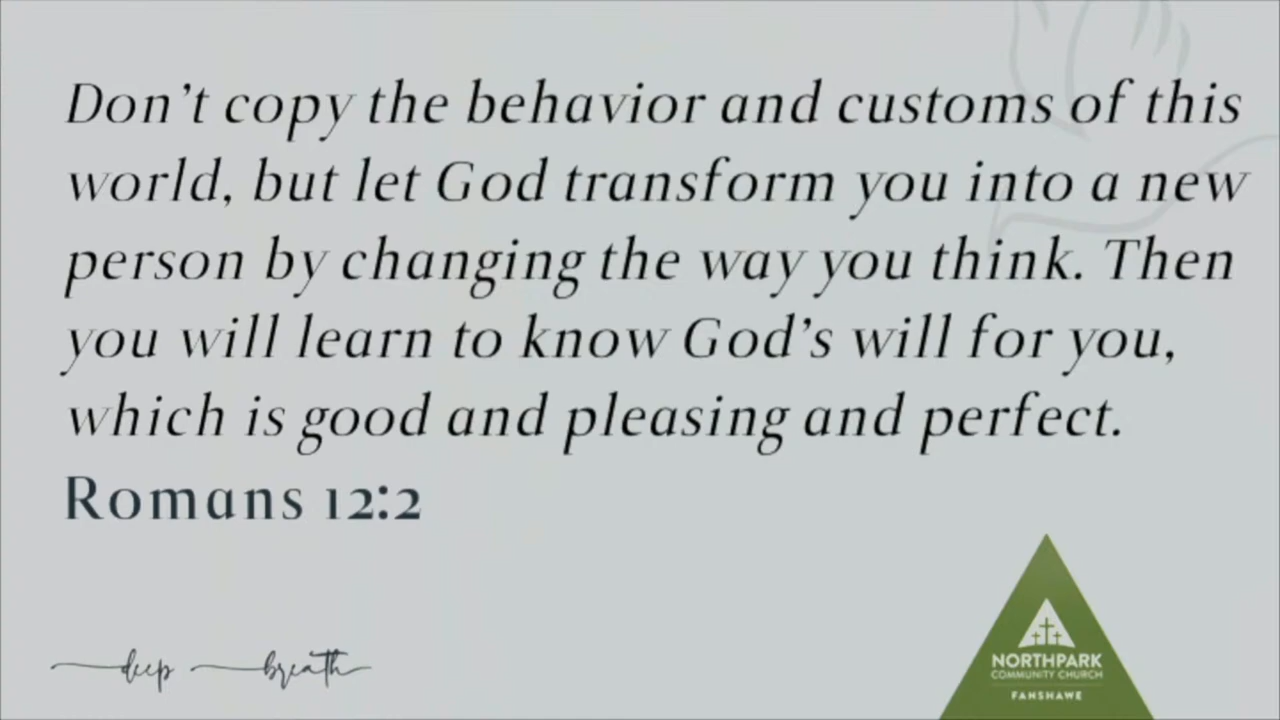 Don’t copy the behavior and customs of this
world, but let God transform you into a new
person by changing the way you think. Then
you will learn to know God’s will for you,
which is good and pleasing and perfect.
Romans 12:2
deep breath
NORTHPARK
COMMUNITY CHURCH
FANSHAWE